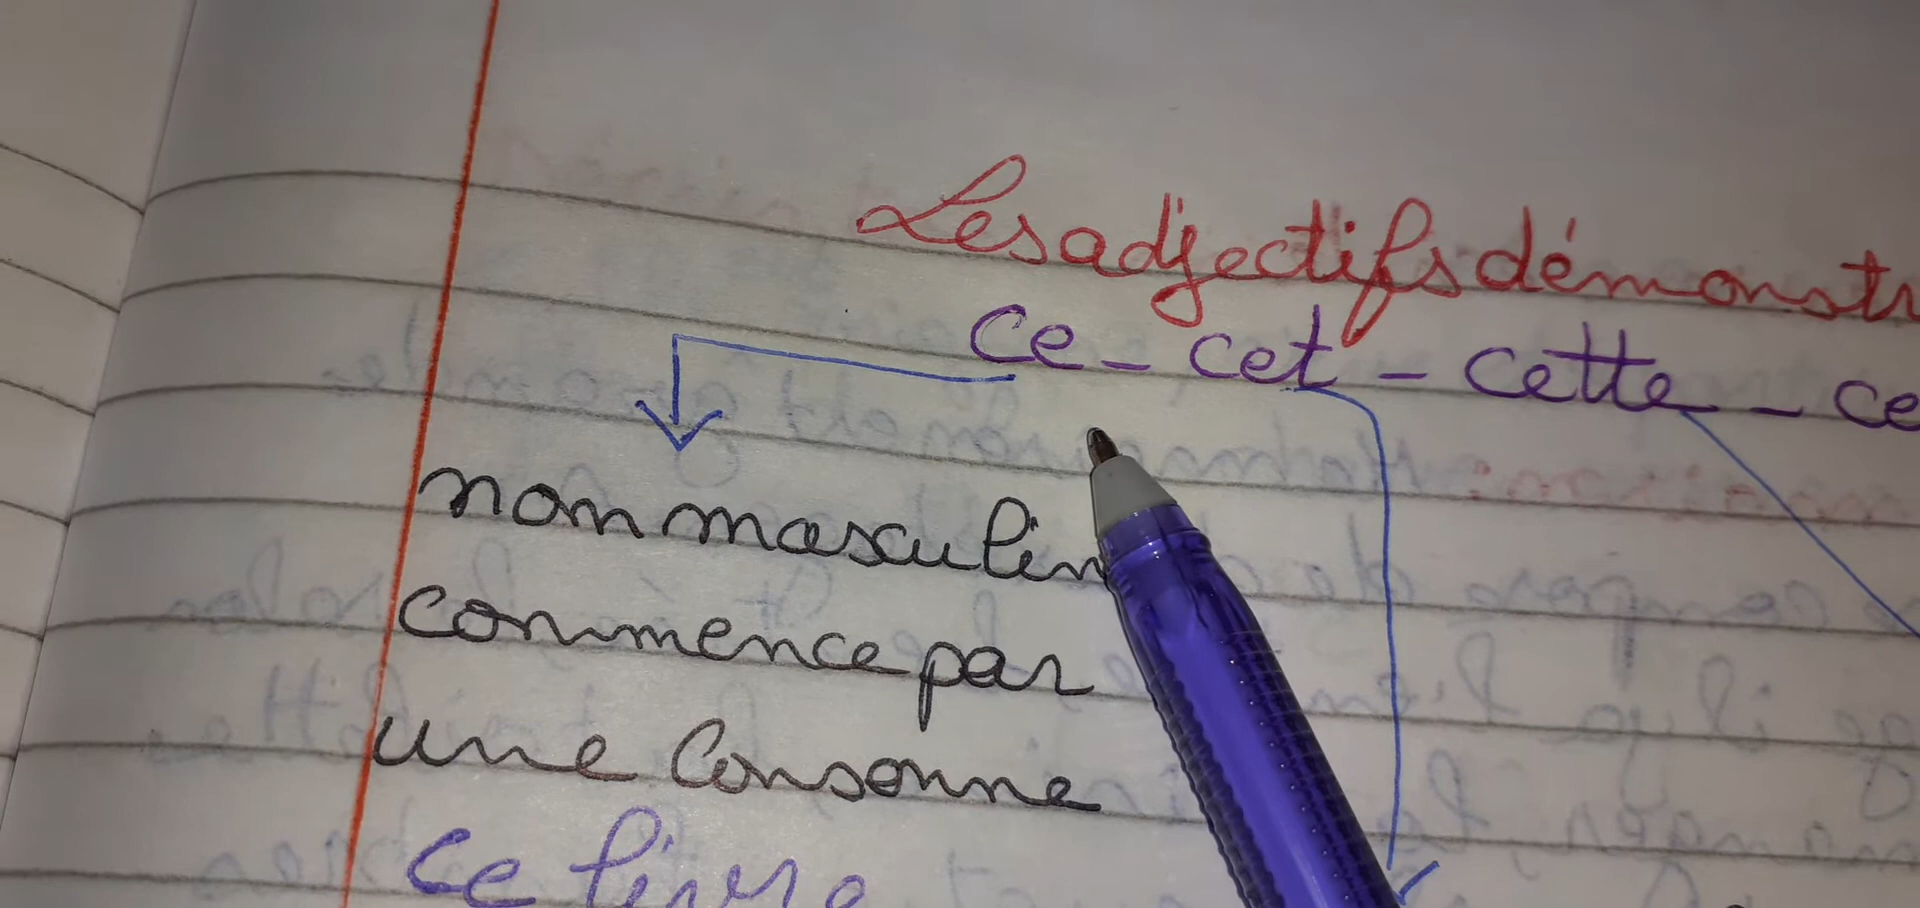 Les adjectifs démonstr
ce - cet - cette - ce
nom masculin
commence par
une consonne
ce livre